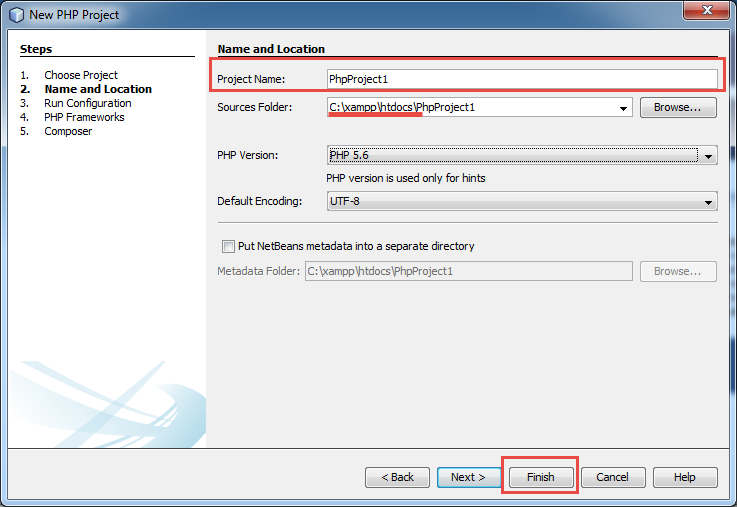 New PHP Project
Steps
1. Choose Project
2. Name and Location
3. Run Configuration
4. PHP Frameworks
5. Composer
Name and Location
Project Name: PhpProject1
Sources Folder: C:\xampp\htdocs\PhpProject1 Browse...
PHP Version: PHP 5.6
PHP version is used only for hints
Default Encoding: UTF-8
Put NetBeans metadata into a separate directory
Metadata Folder: C:\xampp\htdocs\PhpProject1 Browse...
< Back Next > Finish Cancel Help